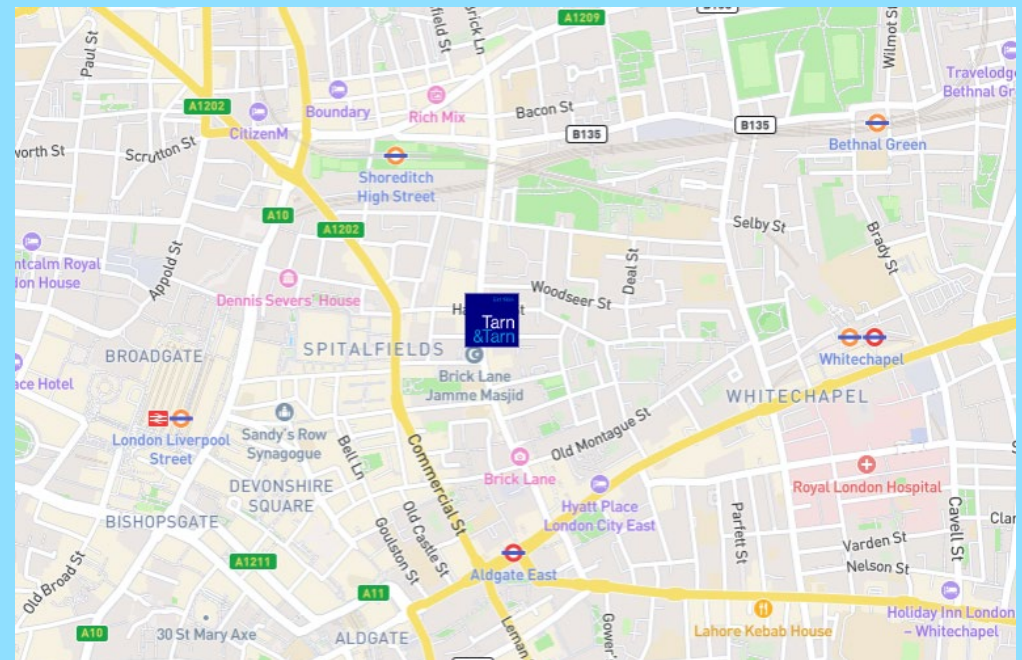 A1209
Paul St
field St
Brick Ln
Wilmot St
Travelodge
Bethnal Gr
A1202
Boundary
Rich Mix
Bacon St
CitizenM
B135
B135
worth St
Scrutton St
Bethnal Green
Shoreditch
High Street
A10
A1202
Selby St
Brady St
ntcalm Royal
don House
Appold St
Deal St
Dennis Severs' House
Woodseer St
Ha
st
Tarn
&Tarn
BROADGATE
SPITALFIELDS
Whitechapel
Brick Lane
Jamme Masjid
ace Hotel
WHITECHAPEL
London Liverpool
Street
Sandy's Row
Synagogue
Bell Ln
Commercial St
Old Montague St
Brick Lane
DEVONSHIRE
SQUARE
Royal London Hospital
Hyatt Place
London City East
BISHOPSGATE
Goulston St
Old Castle St
Parfett St
Cavell St
Clar
Varden St
Nelson St
Old Broad St
A1211
Aldgate East
A11
Holiday Inn London
– Whitechapel
A10
30 St Mary Axe
ALDGATE
Leman
Gower'
Lahore Kebab House